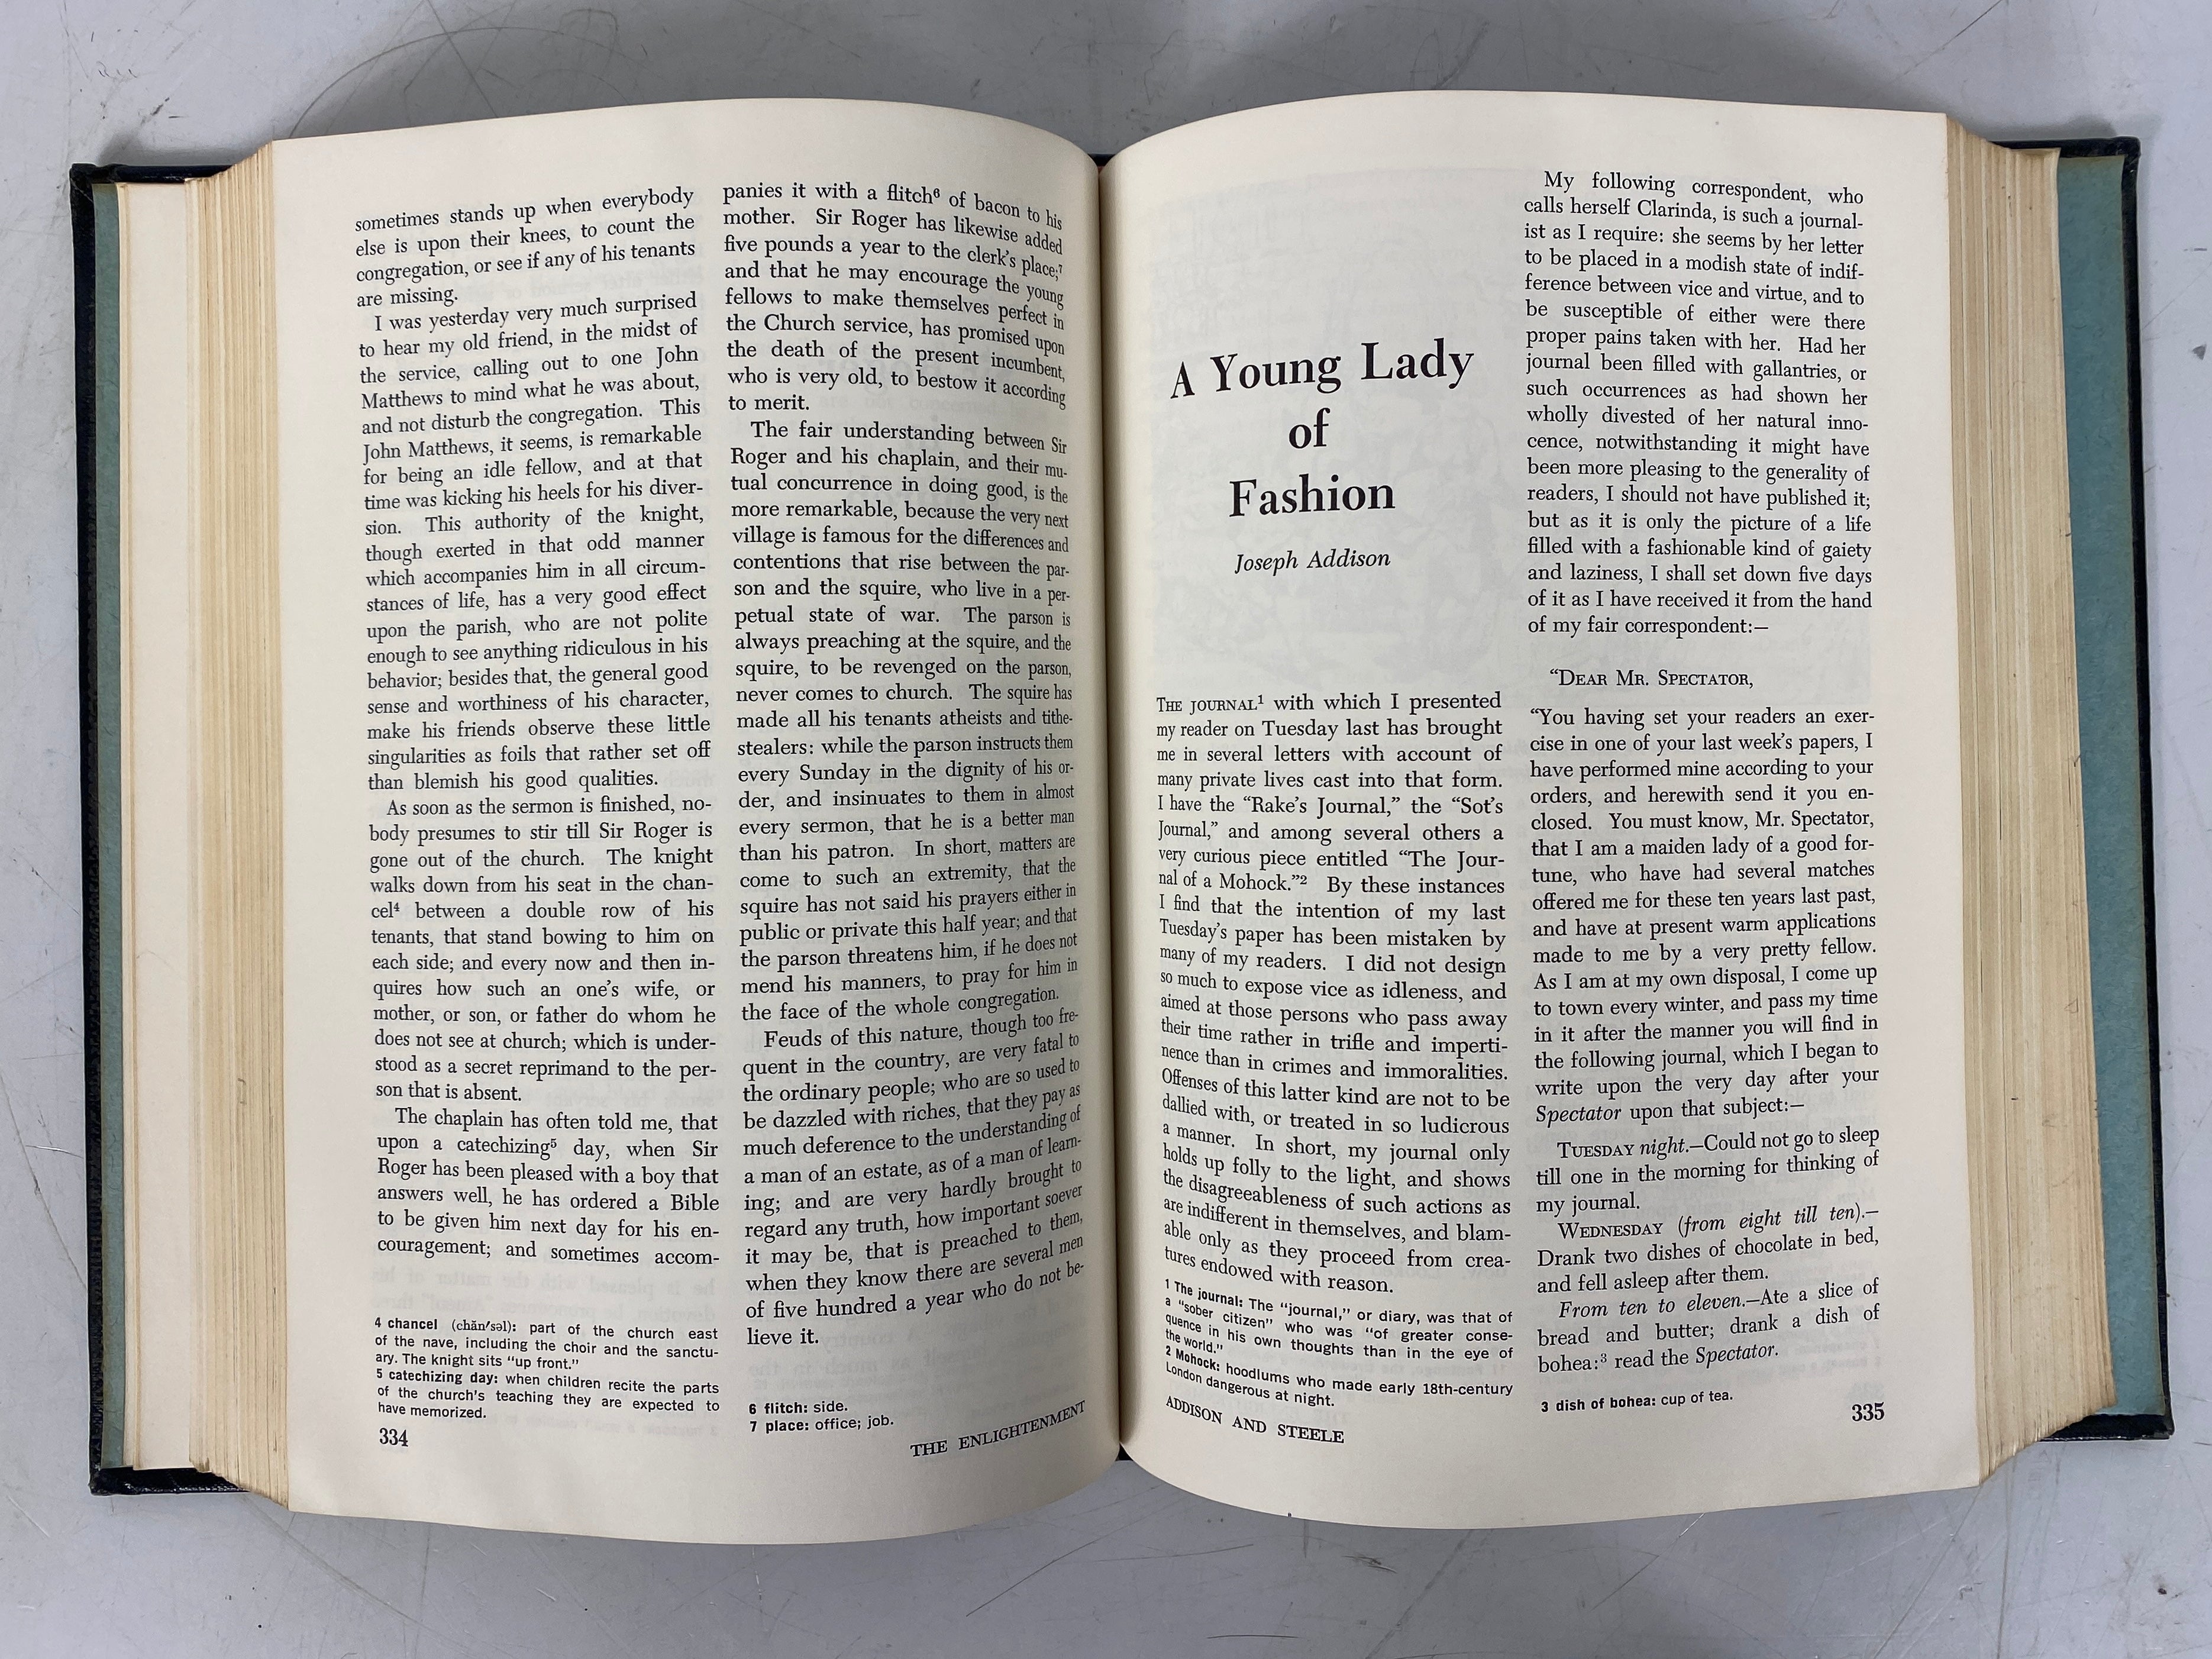 sometimes stands up when everybody
else is upon their knees, to count the
congregation, or see if any of his tenants
are missing.
I was yesterday very much surprised
to hear my old friend, in the midst of
the service, calling out to one John
Matthews to mind what he was about,
and not disturb the congregation. This
John Matthews, it seems, is remarkable
for being an idle fellow, and at that
time was kicking his heels for his diver-
sion. This authority of the knight,
though exerted in that odd manner
which accompanies him in all circum-
stances of life, has a very good effect
upon the parish, who are not polite
enough to see anything ridiculous in his
behavior; besides that, the general good
sense and worthiness of his character,
make his friends observe these little
singularities as foils that rather set off
than blemish his good qualities.
As soon as the sermon is finished, no-
body presumes to stir till Sir Roger is
gone out of the church. The knight
walks down from his seat in the chan-
cel⁴ between a double row of his
tenants, that stand bowing to him on
each side; and every now and then in-
quires how such an one's wife, or
mother, or son, or father do whom he
does not see at church; which is under-
stood as a secret reprimand to the per-
son that is absent.
The chaplain has often told me, that
upon a catechizing⁵ day, when Sir
Roger has been pleased with a boy that
answers well, he has ordered a Bible
to be given him next day for his en-
couragement; and sometimes accom-
4 chancel (chăn′səl): part of the church east
of the nave, including the choir and the sanctu-
ary. The knight sits "up front."
5 catechizing day: when children recite the parts
of the church's teaching they are expected to
have memorized.
334
panies it with a flitch⁶ of bacon to his
mother. Sir Roger has likewise added
five pounds a year to the clerk's place;⁷
and that he may encourage the young
fellows to make themselves perfect in
the Church service, has promised upon
the death of the present incumbent,
who is very old, to bestow it according
to merit.
The fair understanding between Sir
Roger and his chaplain, and their mu-
tual concurrence in doing good, is the
more remarkable, because the very next
village is famous for the differences and
contentions that rise between the par-
son and the squire, who live in a per-
petual state of war. The parson is
always preaching at the squire, and the
squire, to be revenged on the parson,
never comes to church. The squire has
made all his tenants atheists and tithe-
stealers: while the parson instructs them
every Sunday in the dignity of his or-
der, and insinuates to them in almost
every sermon, that he is a better man
than his patron. In short, matters are
come to such an extremity, that the
squire has not said his prayers either in
public or private this half year; and that
the parson threatens him, if he does not
mend his manners, to pray for him in
the face of the whole congregation.
Feuds of this nature, though too fre-
quent in the country, are very fatal to
the ordinary people; who are so used to
be dazzled with riches, that they pay as
much deference to the understanding of
a man of an estate, as of a man of learn-
ing; and are very hardly brought to
regard any truth, how important soever
it may be, that is preached to them,
when they know there are several men
of five hundred a year who do not be-
lieve it.
6 flitch: side.
7 place: office; job.
THE ENLIGHTENMENT
A Young Lady
of
Fashion
Joseph Addison
THE JOURNAL¹ with which I presented
my reader on Tuesday last has brought
me in several letters with account of
many private lives cast into that form.
I have the "Rake's Journal," the "Sot's
Journal," and among several others a
very curious piece entitled "The Jour-
nal of a Mohock."² By these instances
I find that the intention of my last
Tuesday's paper has been mistaken by
many of my readers. I did not design
so much to expose vice as idleness, and
aimed at those persons who pass away
their time rather in trifle and imperti-
nence than in crimes and immoralities.
Offenses of this latter kind are not to be
dallied with, or treated in so ludicrous
a manner. In short, my journal only
holds up folly to the light, and shows
the disagreeableness of such actions as
are indifferent in themselves, and blam-
able only as they proceed from crea-
tures endowed with reason.
1 The journal: The "journal," or diary, was that of
a "sober citizen" who was "of greater conse-
quence in his own thoughts than in the eye of
the world."
2 Mohock: hoodlums who made early 18th-century
London dangerous at night.
ADDISON AND STEELE
My following correspondent, who
calls herself Clarinda, is such a journal-
ist as I require: she seems by her letter
to be placed in a modish state of indif-
ference between vice and virtue, and to
be susceptible of either were there
proper pains taken with her. Had her
journal been filled with gallantries, or
such occurrences as had shown her
wholly divested of her natural inno-
cence, notwithstanding it might have
been more pleasing to the generality of
readers, I should not have published it;
but as it is only the picture of a life
filled with a fashionable kind of gaiety
and laziness, I shall set down five days
of it as I have received it from the hand
of my fair correspondent:—
"DEAR MR. SPECTATOR,
"You having set your readers an exer-
cise in one of your last week's papers, I
have performed mine according to your
orders, and herewith send it you en-
closed. You must know, Mr. Spectator,
that I am a maiden lady of a good for-
tune, who have had several matches
offered me for these ten years last past,
and have at present warm applications
made to me by a very pretty fellow.
As I am at my own disposal, I come up
to town every winter, and pass my time
in it after the manner you will find in
the following journal, which I began to
write upon the very day after your
Spectator upon that subject:—
TUESDAY night.—Could not go to sleep
till one in the morning for thinking of
my journal.
WEDNESDAY (from eight till ten).—
Drank two dishes of chocolate in bed,
and fell asleep after them.
From ten to eleven.—Ate a slice of
bread and butter; drank a dish of
bohea:³ read the Spectator.
3 dish of bohea: cup of tea.
335